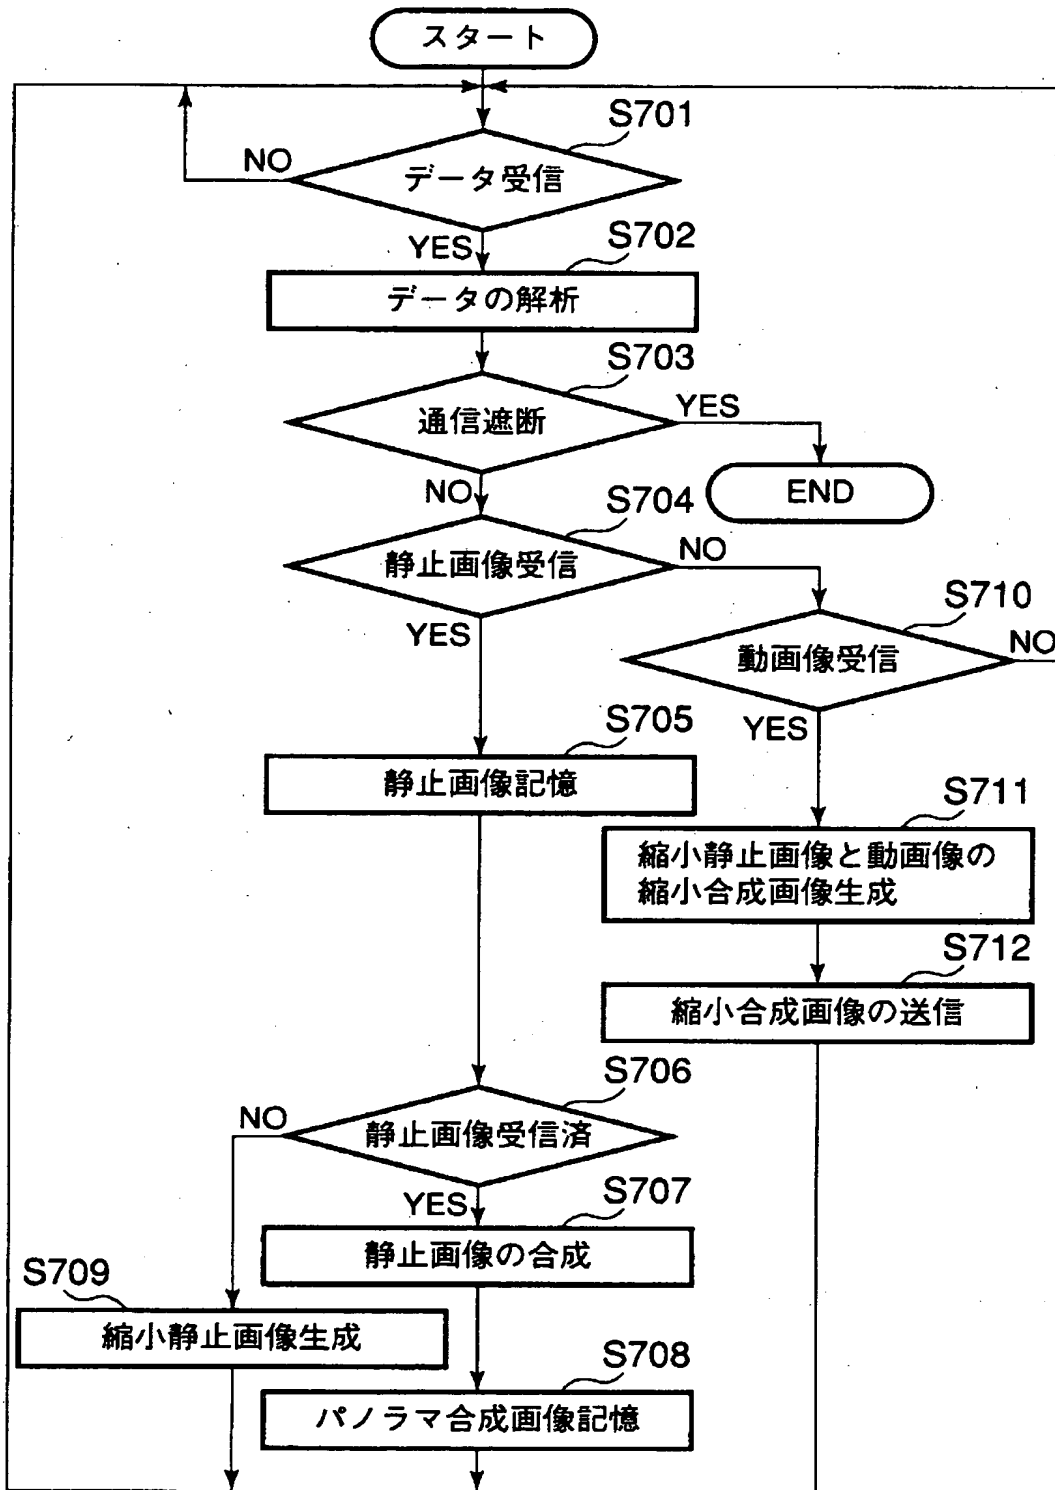 スタート
S701
NO
データ受信
YES
S702
データの解析
S703
通信遮断
YES
END
NO
S704
静止画像受信
NO
YES
S710
動画像受信
NO
YES
S705
静止画像記憶
S711
縮小静止画像と動画像の
縮小合成画像生成
S712
縮小合成画像の送信
S706
NO
静止画像受信済
YES
S707
静止画像の合成
S709
縮小静止画像生成
S708
パノラマ合成画像記憶